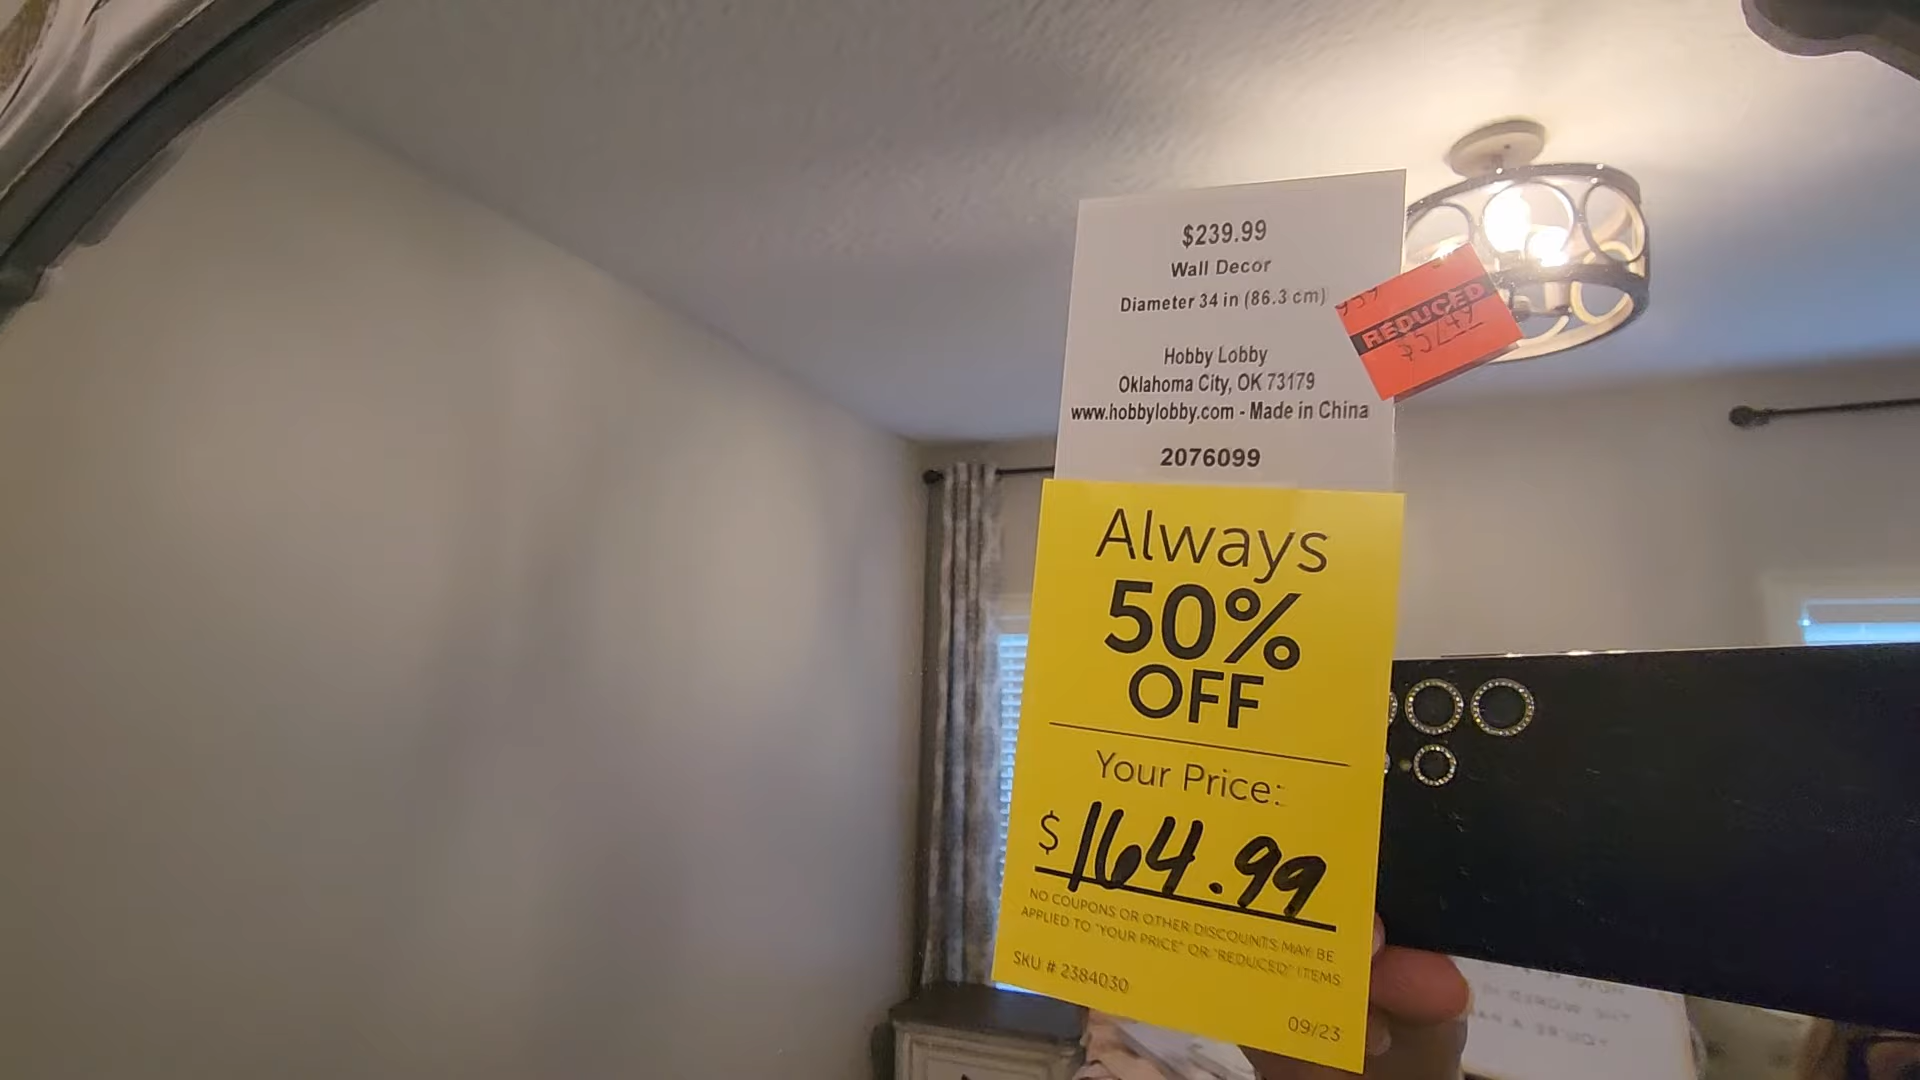 $239.99
Wall Decor
Diameter 34 in (86.3 cm)
Hobby Lobby
Oklahoma City, OK 73179
www.hobbylobby.com - Made in China
2076099
REDUCED
Always
50%
OFF
Your Price:
$164.99
NO COUPONS OR OTHER DISCOUNTS MAY BE
APPLIED TO "YOUR PRICE" OR "REDUCED" ITEMS
SKU # 2384030
09/23